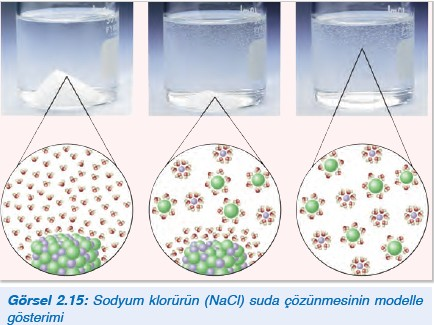 Görsel 2.15: Sodyum klorürün (NaCl) suda çözünmesinin modelle
gösterimi